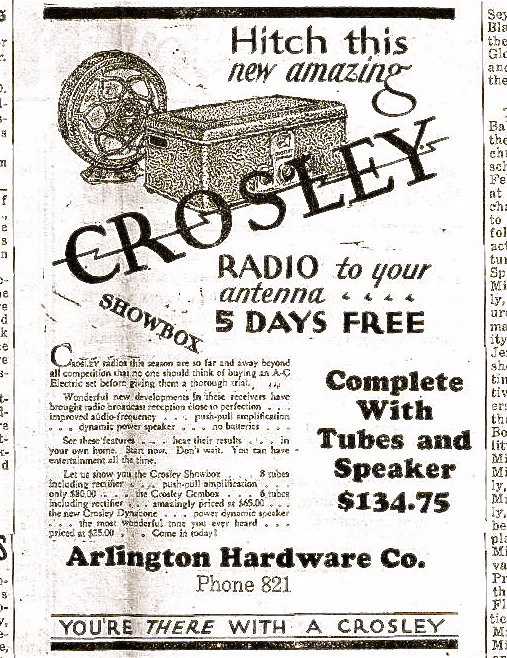 Hitch this
new amazing
CROSLEY
SHOWBOX
RADIO to your
antenna . . . .
5 DAYS FREE
CROSLEY radios this season are so far and away beyond
all competition that no one should think of buying an A-C
Electric set before giving them a thorough trial.
Wonderful new developments in these receivers have
brought radio broadcast reception close to perfection . . . .
improved audio-frequency . . . . push-pull amplification
. . . . dynamic power speaker . . . . no batteries . . . .
See these features . . . . hear their results . . . . in
your own home. Start now. Don't wait. You can have
entertainment all the time.
Let us show you the Crosley Showbox 8 tubes
including rectifier . . . . push-pull amplification . . . .
only $80.00 . . . . the Crosley Gembox . . . . 6 tubes
including rectifier . . . . amazingly priced at $65.00 . . . .
the new Crosley Dynacone . . . . power dynamic speaker
. . . . the most wonderful tone you ever heard . . . .
priced at $25.00 . . . . Come in today!
Complete
With
Tubes and
Speaker
$134.75
Arlington Hardware Co.
Phone 821
YOU'RE THERE WITH A CROSLEY